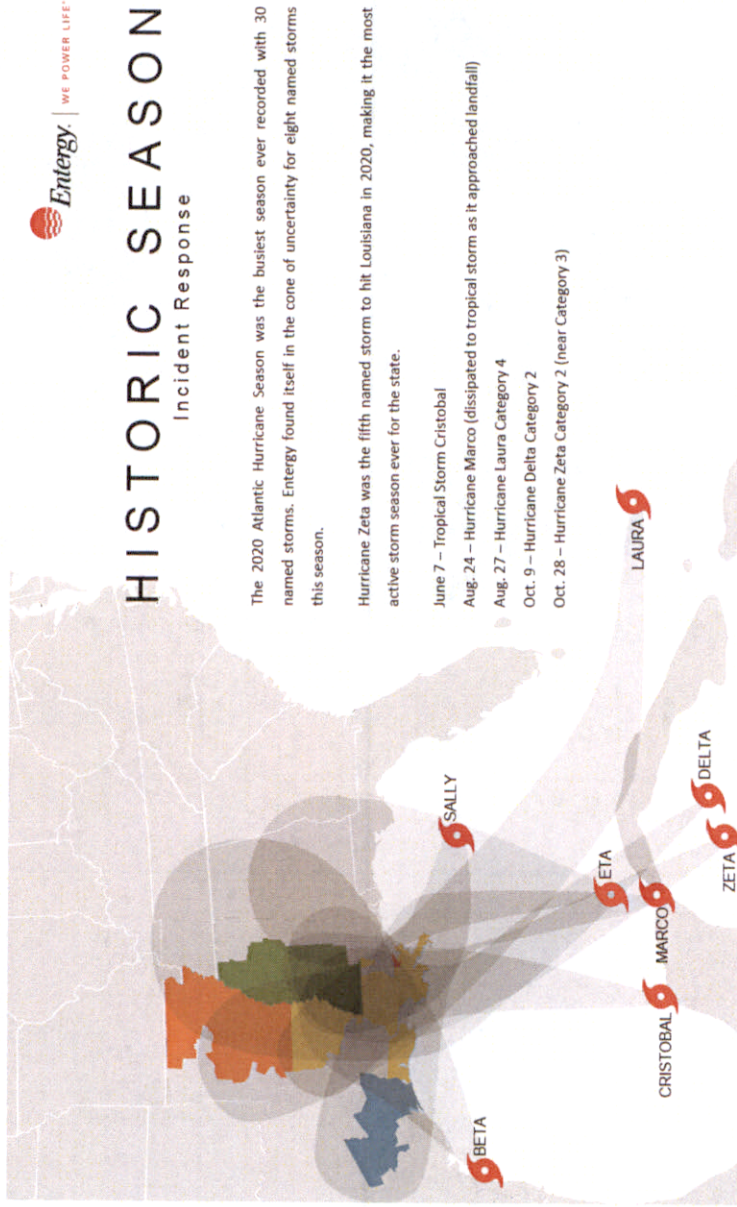 Entergy. | WE POWER LIFE℠
HISTORIC SEASON
Incident Response
The 2020 Atlantic Hurricane Season was the busiest season ever recorded with 30
named storms. Entergy found itself in the cone of uncertainty for eight named storms
this season.
Hurricane Zeta was the fifth named storm to hit Louisiana in 2020, making it the most
active storm season ever for the state.
June 7 – Tropical Storm Cristobal
Aug. 24 – Hurricane Marco (dissipated to tropical storm as it approached landfall)
Aug. 27 – Hurricane Laura Category 4
Oct. 9 – Hurricane Delta Category 2
Oct. 28 – Hurricane Zeta Category 2 (near Category 3)
SALLY
BETA
ETA
LAURA
CRISTOBAL
MARCO
DELTA
ZETA